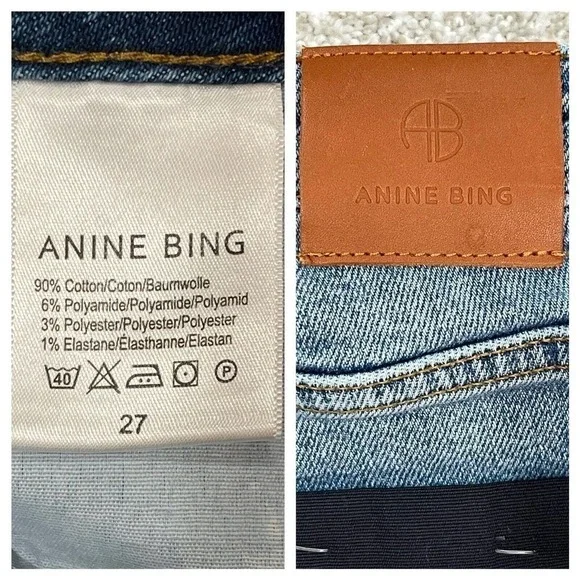 ANINE BING
90% Cotton/Coton/Baumwolle
6% Polyamide/Polyamide/Polyamid
3% Polyester/Polyester/Polyester
1% Elastane/Élasthanne/Elastan
40 P
27
AB
ANINE BING